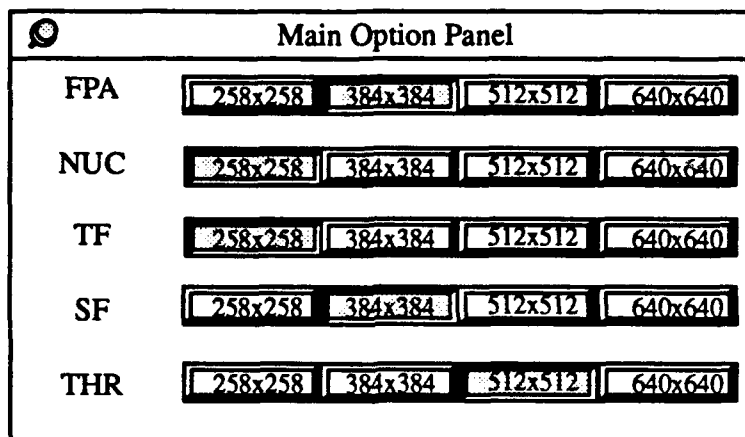 Main Option Panel
FPA 258x258 384x384 512x512 640x640
NUC 258x258 384x384 512x512 640x640
TF 258x258 384x384 512x512 640x640
SF 258x258 384x384 512x512 640x640
THR 258x258 384x384 512x512 640x640